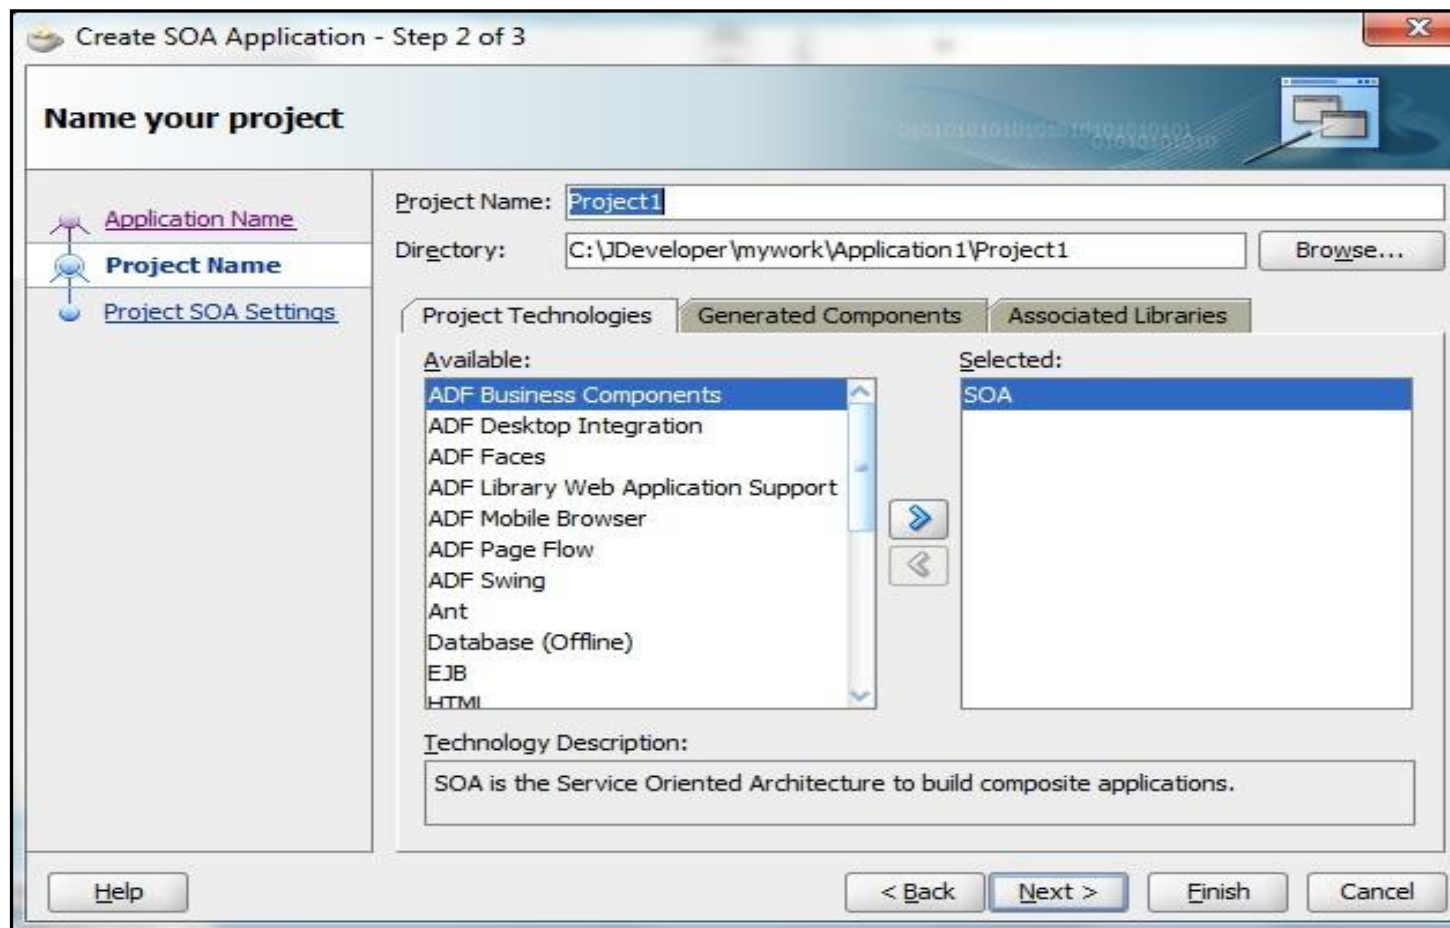 Create SOA Application - Step 2 of 3
Name your project
Application Name
Project Name
Project SOA Settings
Project Name: Project1
Directory: C:\JDeveloper\mywork\Application1\Project1 Browse...
Project Technologies Generated Components Associated Libraries
Available:
ADF Business Components
ADF Desktop Integration
ADF Faces
ADF Library Web Application Support
ADF Mobile Browser
ADF Page Flow
ADF Swing
Ant
Database (Offline)
EJB
HTML
Selected:
SOA
Technology Description:
SOA is the Service Oriented Architecture to build composite applications.
Help < Back Next > Finish Cancel